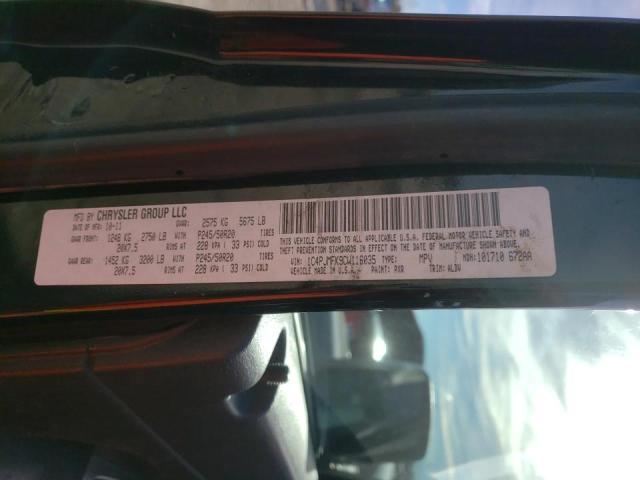 MFD BY CHRYSLER GROUP LLC
DATE OF MFR: 10-11 GVWR: 2575 KG 5675 LB
GAWR FRONT: 1248 KG 2750 LB WITH P245/50R20 TIRES
20X7.5 RIMS AT 228 KPA ( 33 PSI) COLD
GAWR REAR: 1452 KG 3200 LB WITH P245/50R20 TIRES
20X7.5 RIMS AT 228 KPA ( 33 PSI) COLD
THIS VEHICLE CONFORMS TO ALL APPLICABLE U.S.A. FEDERAL MOTOR VEHICLE SAFETY AND
THEFT PREVENTION STANDARDS IN EFFECT ON THE DATE OF MANUFACTURE SHOWN ABOVE.
VIN: 1C4PJMFK9CW116035 TYPE: MPV MDH: 101710 672AA
MADE IN U.S.A. PAINT: PXR TRIM: ALDV